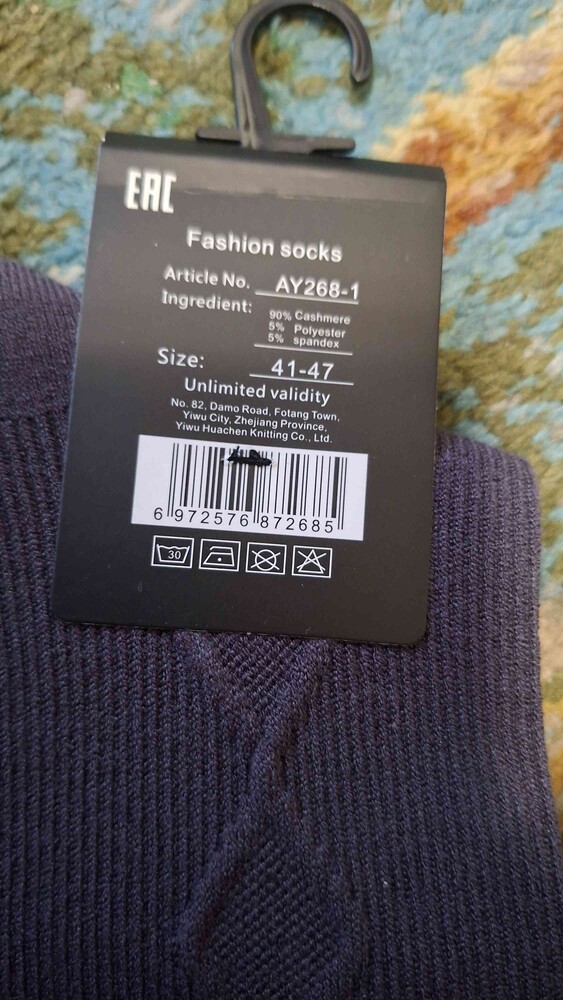 EAC
Fashion socks
Article No. AY268-1
Ingredient: 90% Cashmere
5% Polyester
5% spandex
Size: 41-47
Unlimited validity
No. 82, Damo Road, Fotang Town,
Yiwu City, Zhejiang Province,
Yiwu Huachen Knitting Co., Ltd.
6 972576 872685
30